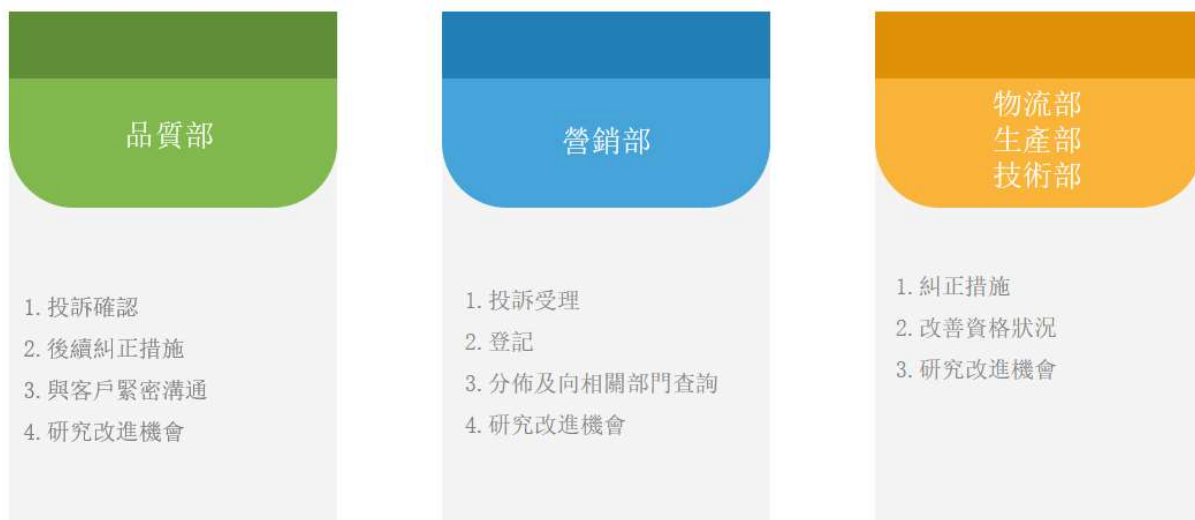 品質部
1. 投訴確認
2. 後續糾正措施
3. 與客戶緊密溝通
4. 研究改進機會
營銷部
1. 投訴受理
2. 登記
3. 分佈及向相關部門查詢
4. 研究改進機會
物流部
生產部
技術部
1. 糾正措施
2. 改善資格狀況
3. 研究改進機會